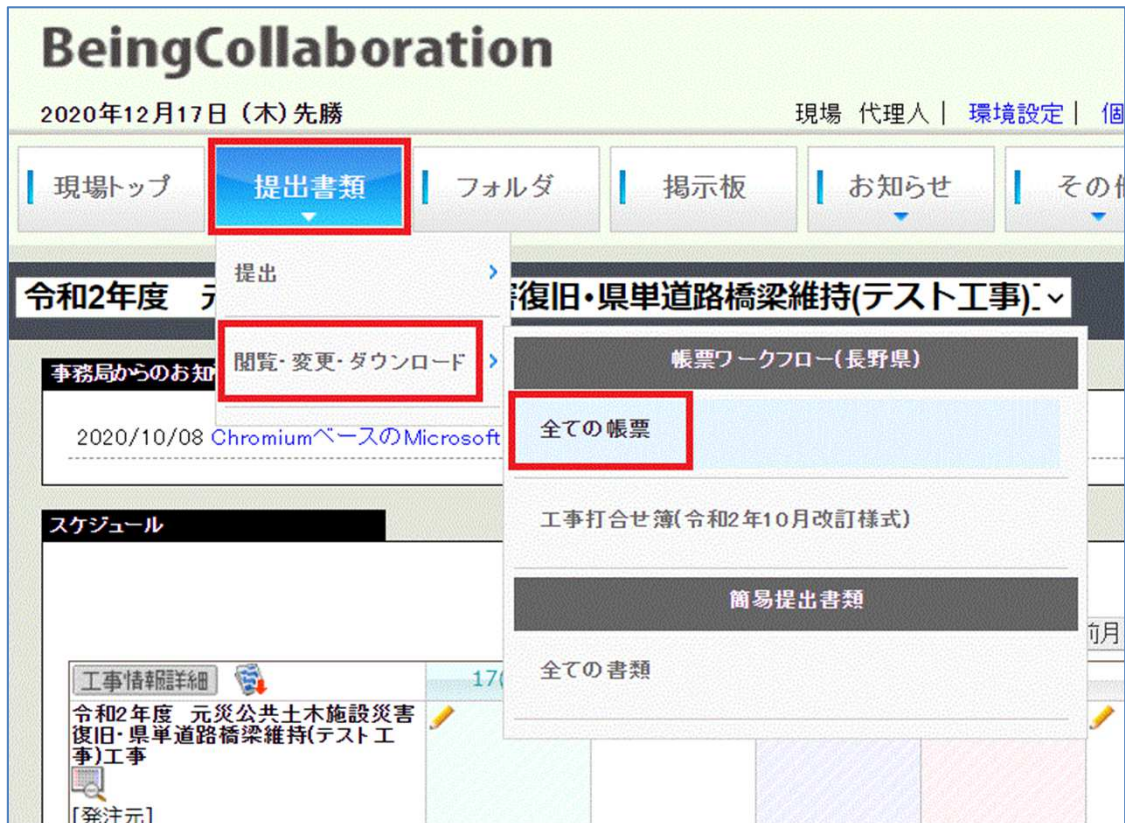 BeingCollaboration
2020年12月17日 (木) 先勝
現場 代理人 | 環境設定 | 個
現場トップ
提出書類
フォルダ
掲示板
お知らせ
その
提出
令和2年度
害復旧・県単道路橋梁維持(テスト工事)
閲覧・変更・ダウンロード
帳票ワークフロー(長野県)
事務局からのお知
全ての帳票
2020/10/08 ChromiumベースのMicrosoft
工事打合せ簿(令和2年10月改訂様式)
スケジュール
簡易提出書類
前月
全ての書類
工事情報詳細
17(
令和2年度 元災公共土木施設災害
復旧・県単道路橋梁維持(テスト工
事)工事
[発注元]